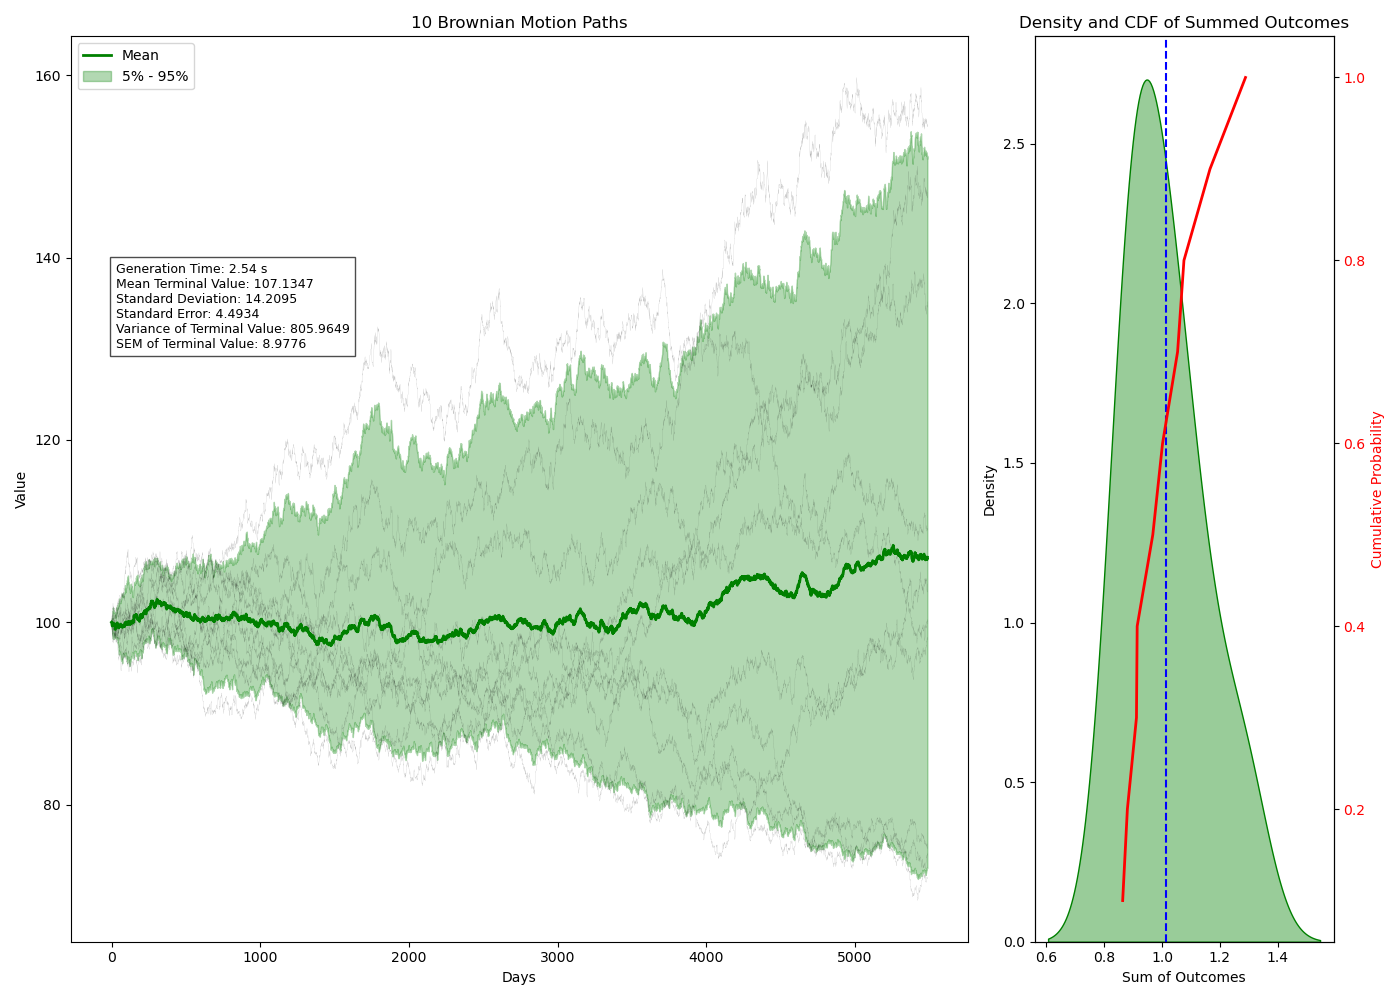 10 Brownian Motion Paths
Mean
5% - 95%
Generation Time: 2.54 s
Mean Terminal Value: 107.1347
Standard Deviation: 14.2095
Standard Error: 4.4934
Variance of Terminal Value: 805.9649
SEM of Terminal Value: 8.9776
Value
160
140
120
100
80
0
1000
2000
3000
4000
5000
Days
Density and CDF of Summed Outcomes
Density
2.5
2.0
1.5
1.0
0.5
0.0
0.6
0.8
1.0
1.2
1.4
Sum of Outcomes
1.0
0.8
0.6
0.4
0.2
Cumulative Probability